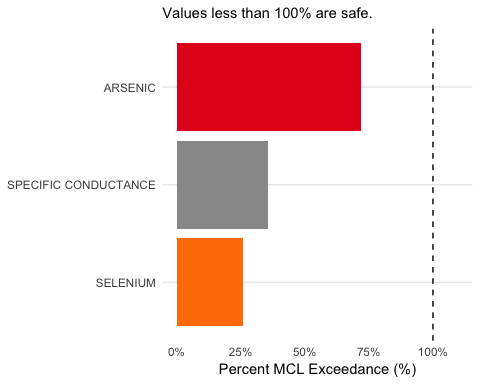 Values less than 100% are safe.
ARSENIC
SPECIFIC CONDUCTANCE
SELENIUM
0% 25% 50% 75% 100%
Percent MCL Exceedance (%)